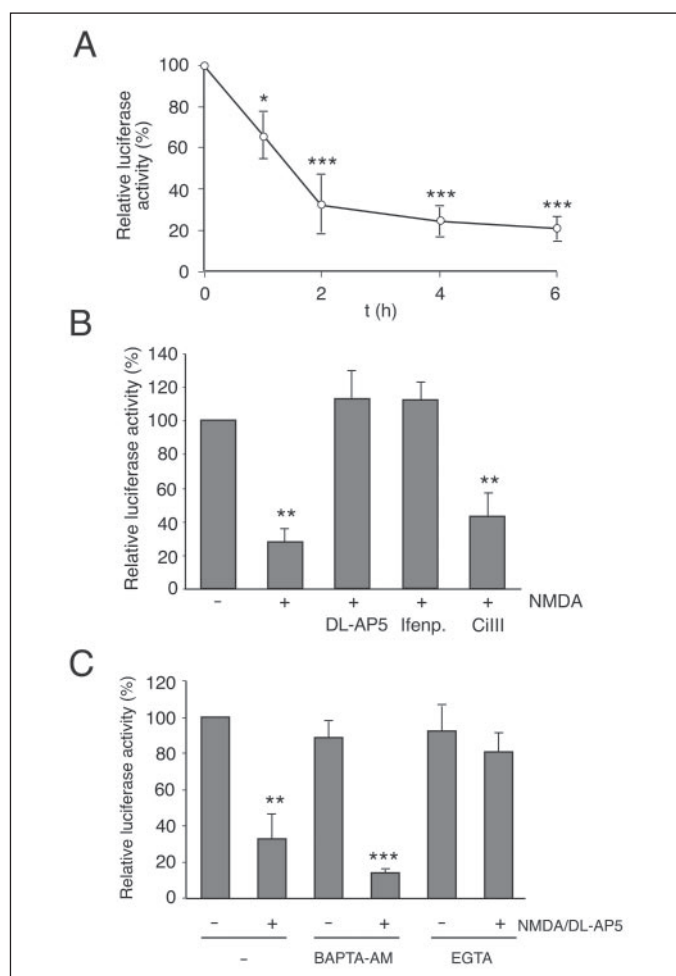 A
Relative luciferase
activity (%)
100
80
60
40
20
0
*
***
***
***
0 2 4 6
t (h)
B
Relative luciferase activity (%)
140
120
100
80
60
40
20
0
**
**
– + + + + NMDA
DL-AP5 Ifenp. CiIII
C
Relative luciferase activity (%)
120
100
80
60
40
20
0
**
***
– + – + – + NMDA/DL-AP5
– BAPTA-AM EGTA